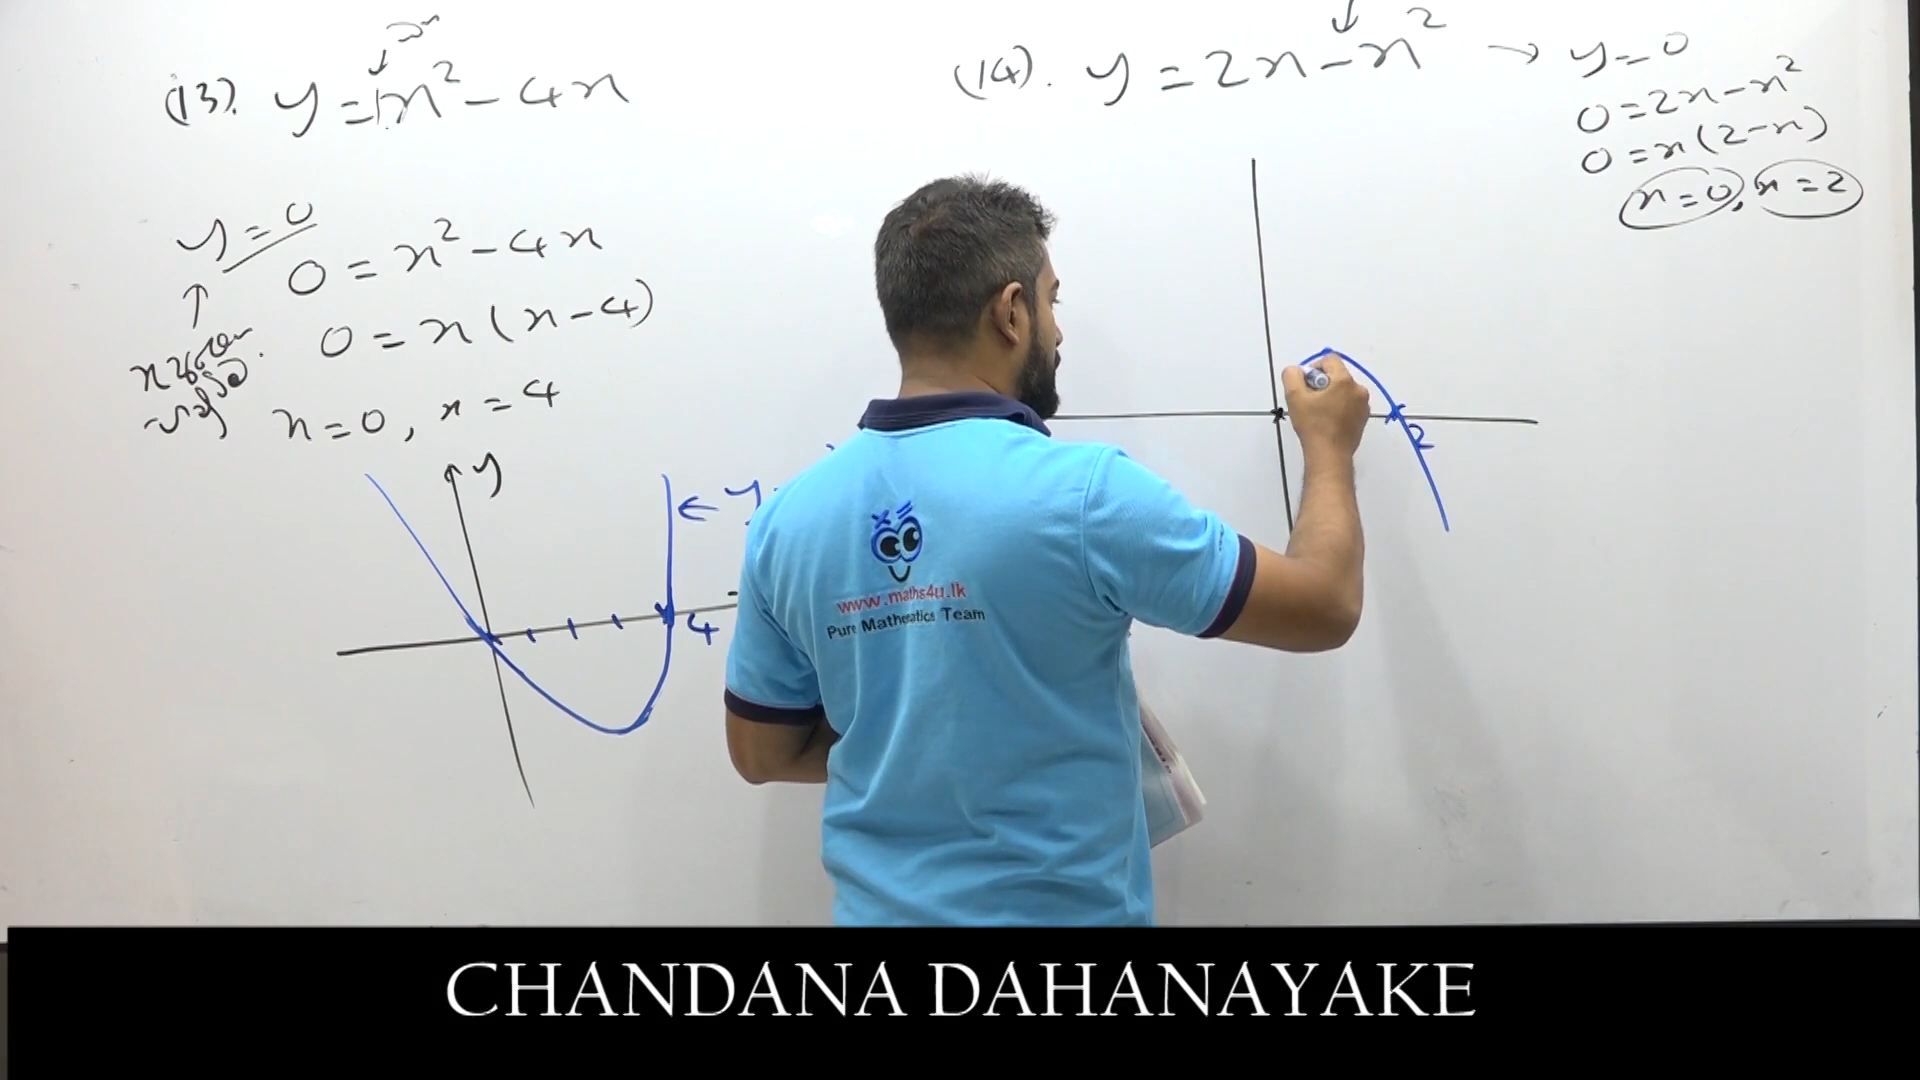 (13). y = 1x² - 4x
y = 0
0 = x² - 4x
0 = x(x - 4)
x = 0, x = 4
y
← y
4
(14). y = 2x - x² → y = 0
0 = 2x - x²
0 = x(2 - x)
x = 0, x = 2
2
www.maths4u.lk
Pure Mathematics Team
CHANDANA DAHANAYAKE